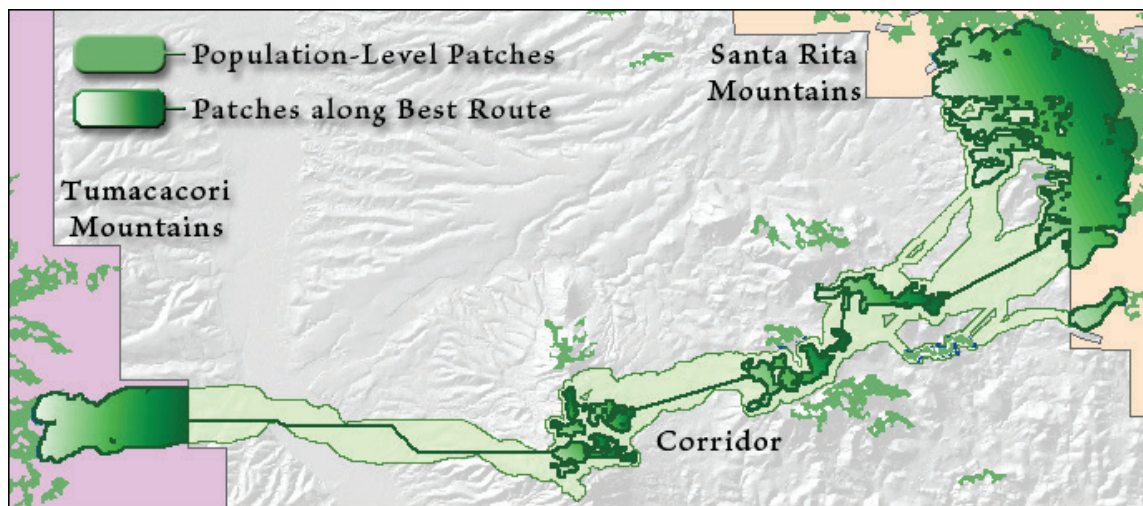 Population-Level Patches
Patches along Best Route
Santa Rita
Mountains
Tumacacori
Mountains
Corridor